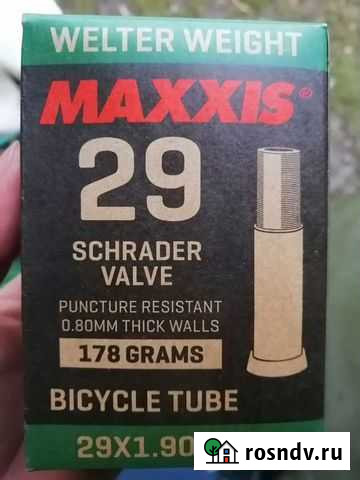 WELTER WEIGHT
MAXXIS®
29
SCHRADER
VALVE
PUNCTURE RESISTANT
0.80MM THICK WALLS
178 GRAMS
BICYCLE TUBE
29X1.90
rosndv.ru